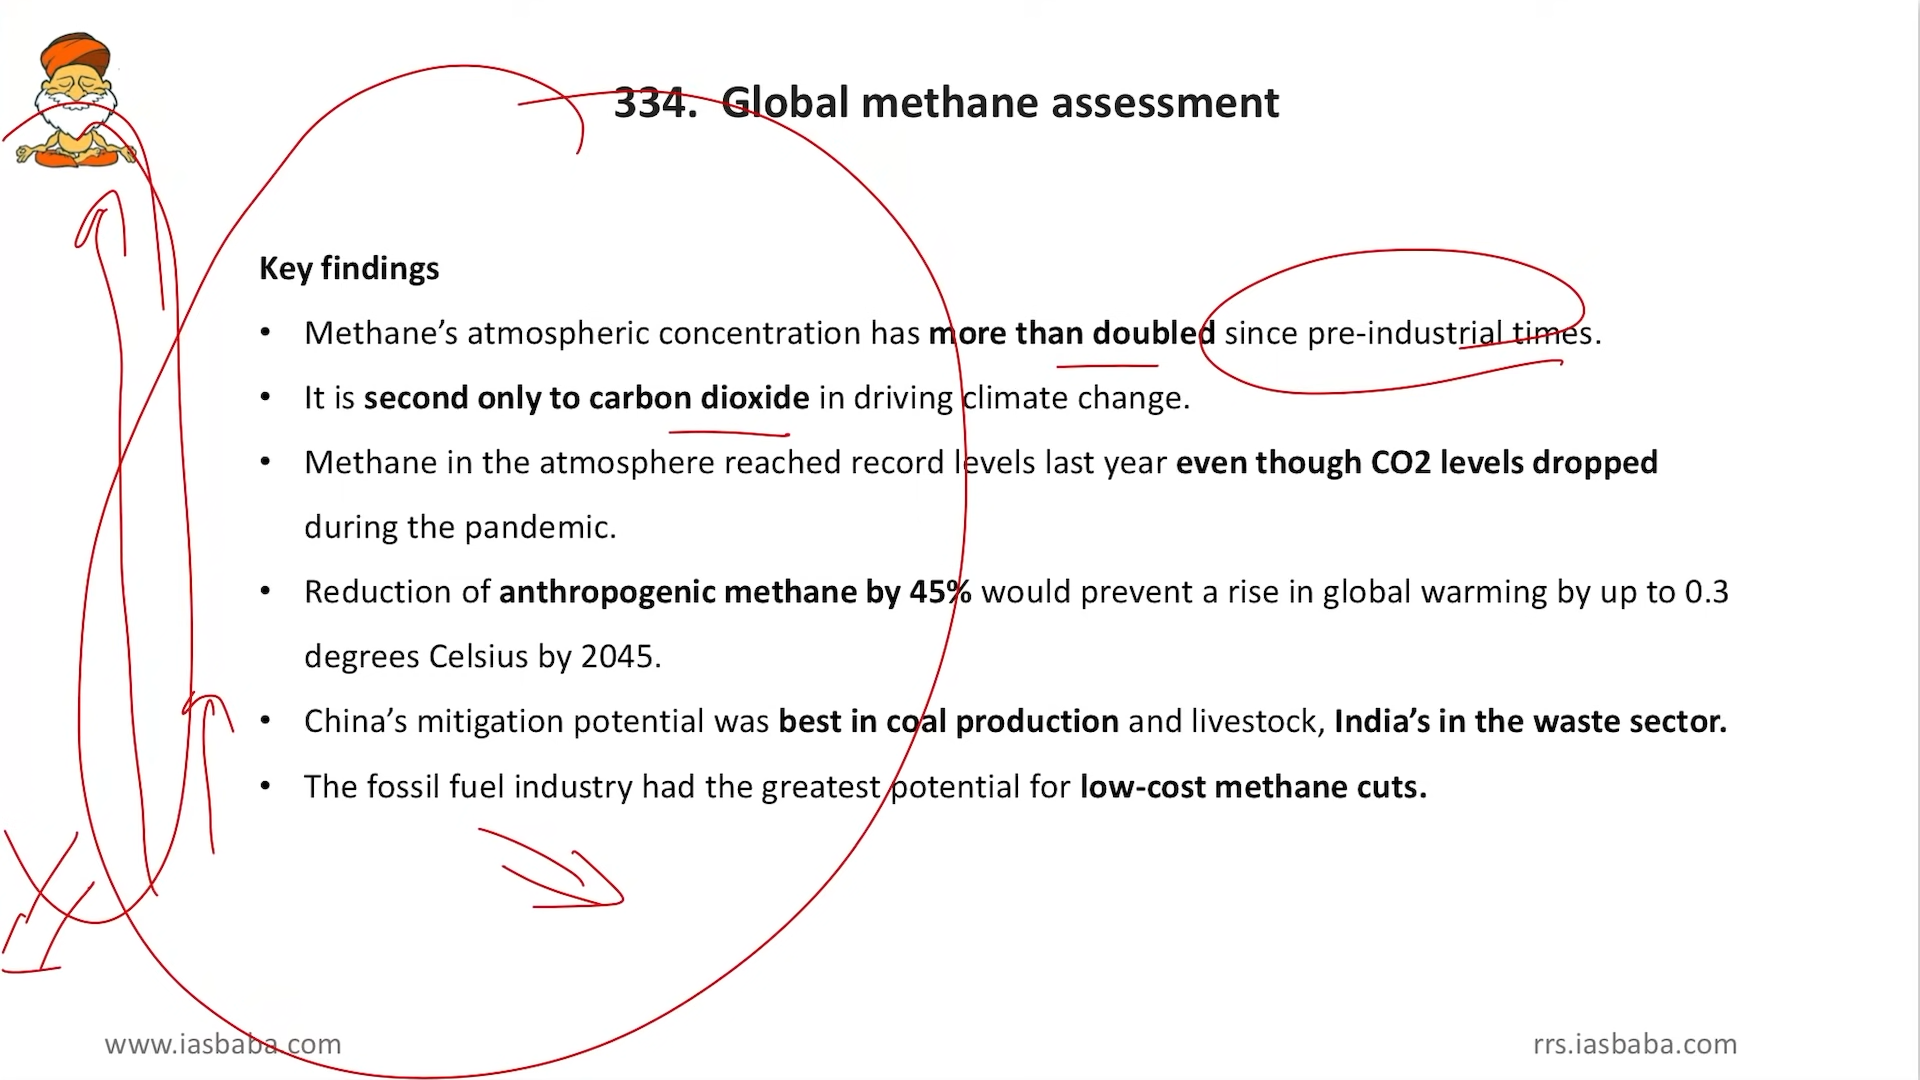 334. Global methane assessment
Key findings
• Methane’s atmospheric concentration has more than doubled since pre-industrial times.
• It is second only to carbon dioxide in driving climate change.
• Methane in the atmosphere reached record levels last year even though CO2 levels dropped
during the pandemic.
• Reduction of anthropogenic methane by 45% would prevent a rise in global warming by up to 0.3
degrees Celsius by 2045.
• China’s mitigation potential was best in coal production and livestock, India’s in the waste sector.
• The fossil fuel industry had the greatest potential for low-cost methane cuts.
www.iasbaba.com
rrs.iasbaba.com